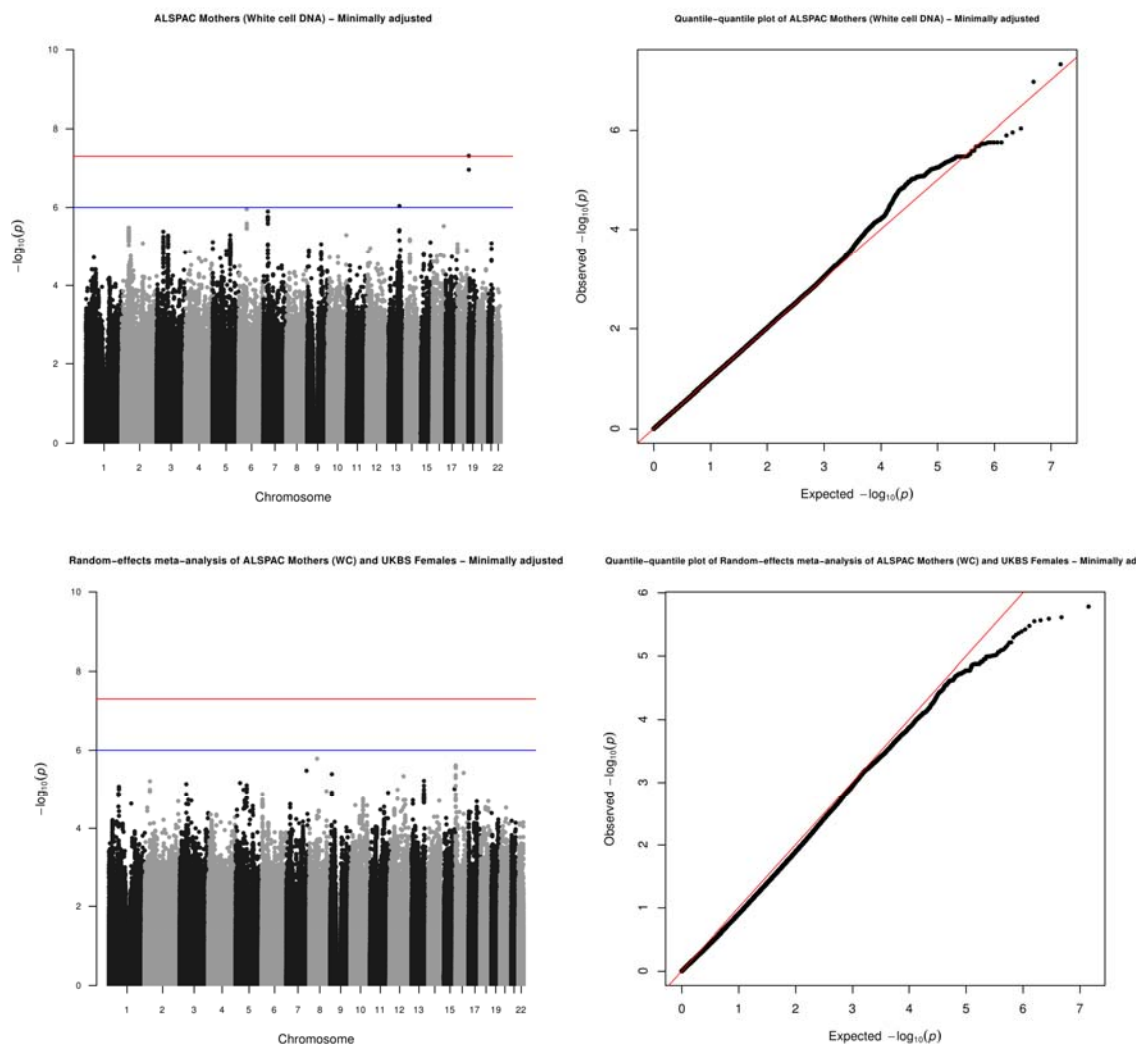 ALSPAC Mothers (White cell DNA) − Minimally adjusted
10
8
6
4
2
0
−log10(p)
1 2 3 4 5 6 7 8 9 10 11 12 13 15 17 19 22
Chromosome
Quantile−quantile plot of ALSPAC Mothers (White cell DNA) − Minimally adjusted
6
4
2
0
Observed −log10(p)
0 1 2 3 4 5 6 7
Expected −log10(p)
Random−effects meta−analysis of ALSPAC Mothers (WC) and UKBS Females − Minimally adjusted
10
8
6
4
2
0
−log10(p)
1 2 3 4 5 6 7 8 9 10 11 12 13 15 17 19 22
Chromosome
Quantile−quantile plot of Random−effects meta−analysis of ALSPAC Mothers (WC) and UKBS Females − Minimally ad
6
5
4
3
2
1
0
Observed −log10(p)
0 1 2 3 4 5 6 7
Expected −log10(p)